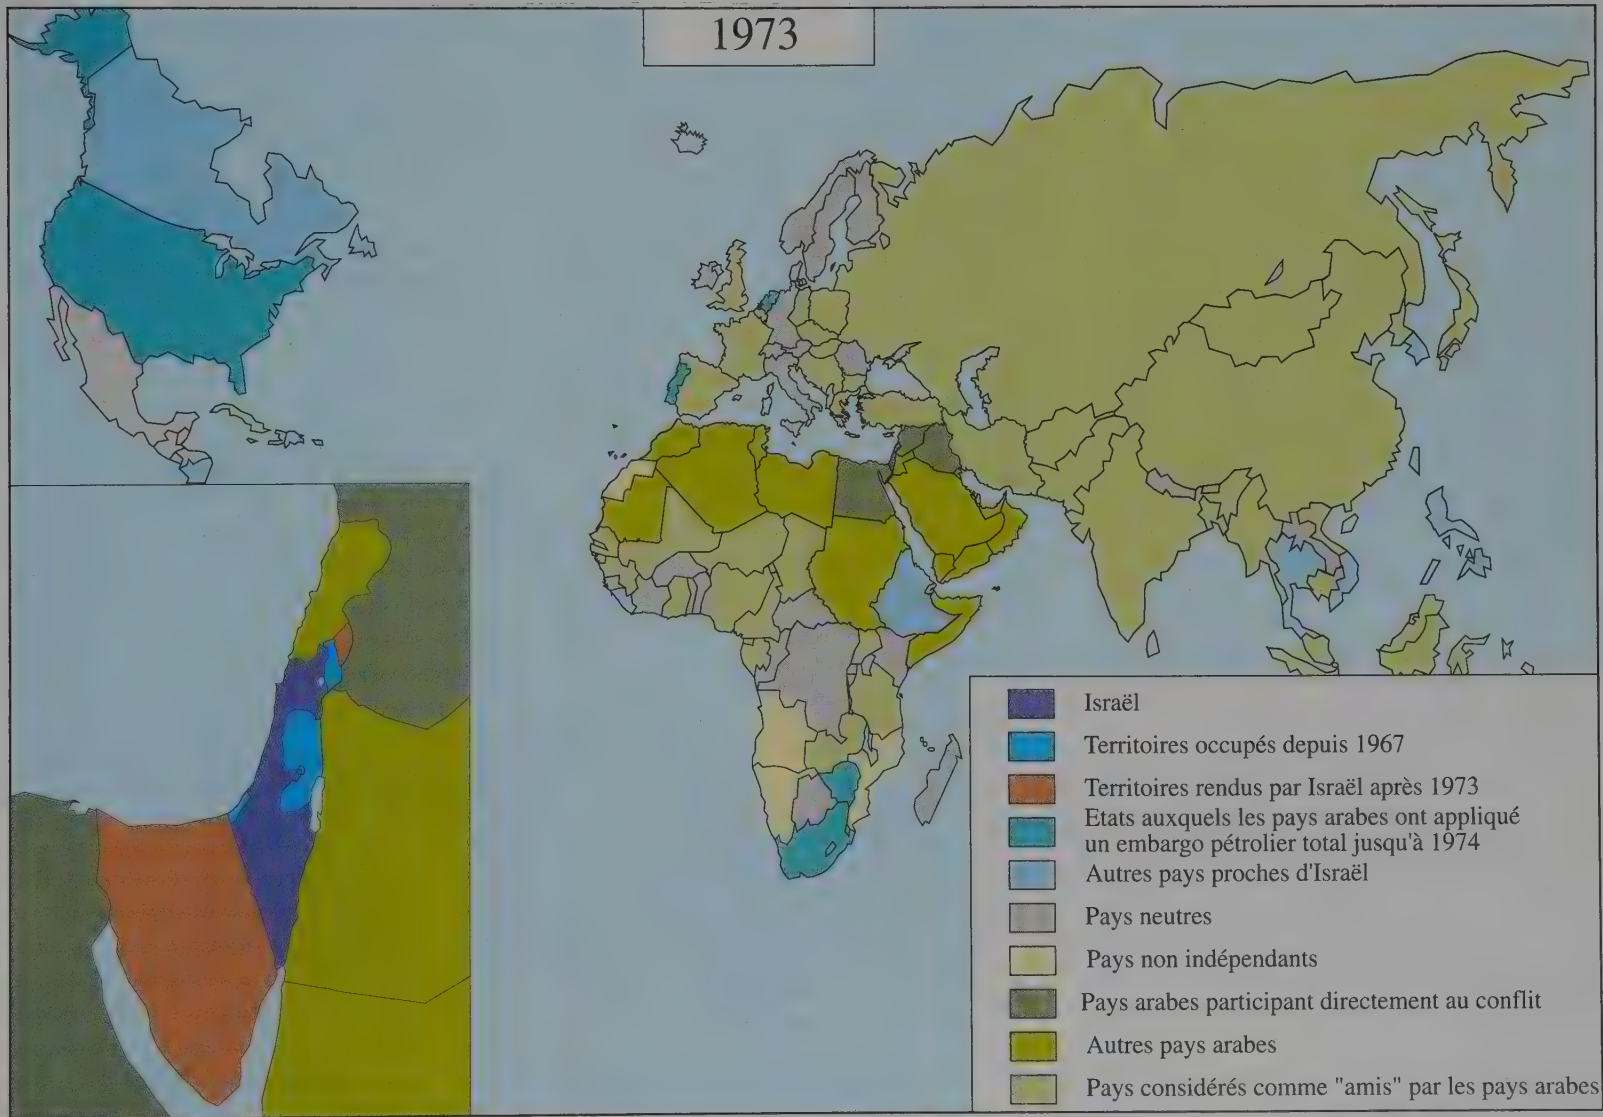 1973
Israël
Territoires occupés depuis 1967
Territoires rendus par Israël après 1973
Etats auxquels les pays arabes ont appliqué
un embargo pétrolier total jusqu'à 1974
Autres pays proches d'Israël
Pays neutres
Pays non indépendants
Pays arabes participant directement au conflit
Autres pays arabes
Pays considérés comme "amis" par les pays arabes